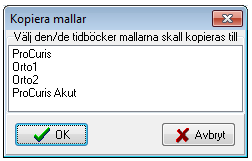 Kopiera mallar
Välj den/de tidböcker mallarna skall kopieras till
ProCuris
Orto1
Orto2
ProCuris Akut
OK
Avbryt